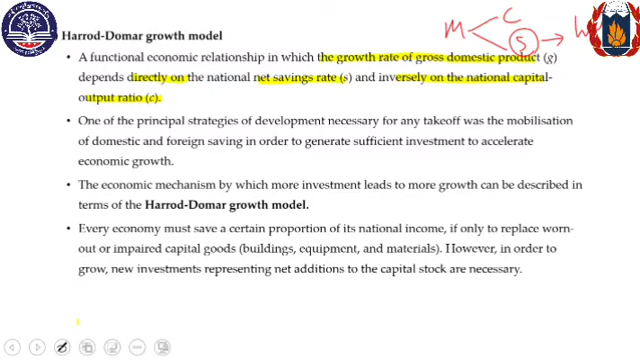 Harrod-Domar growth model
M < C
S → 
• A functional economic relationship in which the growth rate of gross domestic product (g)
depends directly on the national net savings rate (s) and inversely on the national capital-
output ratio (c).
• One of the principal strategies of development necessary for any takeoff was the mobilisation
of domestic and foreign saving in order to generate sufficient investment to accelerate
economic growth.
• The economic mechanism by which more investment leads to more growth can be described in
terms of the Harrod-Domar growth model.
• Every economy must save a certain proportion of its national income, if only to replace worn-
out or impaired capital goods (buildings, equipment, and materials). However, in order to
grow, new investments representing net additions to the capital stock are necessary.